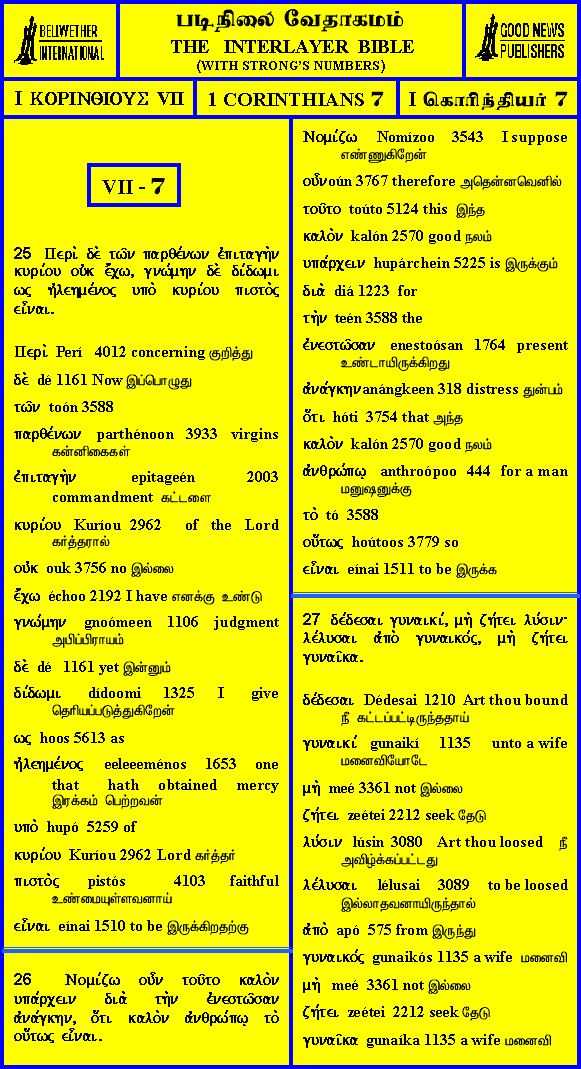 BELLWETHER
INTERNATIONAL
படிநிலை வேதாகமம்
THE INTERLAYER BIBLE
(WITH STRONG'S NUMBERS)
GOOD NEWS
PUBLISHERS
I ΚΟΡΙΝΘΙΟΥΣ VII
1 CORINTHIANS 7
I கொரிந்தியர் 7
VII - 7
25 Περὶ δὲ τῶν παρθένων ἐπιταγὴν
κυρίου οὐκ ἔχω, γνώμην δὲ δίδωμι
ως ἠλεημένος υπὸ κυρίου πιστὸς
εἶναι.
Περὶ Perí 4012 concerning குறித்து
δὲ dé 1161 Now இப்பொழுது
τῶν toón 3588
παρθένων parthénoon 3933 virgins
கன்னிகைகள்
ἐπιταγὴν epitageén 2003
commandment கட்டளை
κυρίου Kuríou 2962 of the Lord
கர்த்தரால்
οὐκ ouk 3756 no இல்லை
ἔχω échoo 2192 I have எனக்கு உண்டு
γνώμην gnoómeen 1106 judgment
அபிப்பிராயம்
δὲ dé 1161 yet இன்னும்
δίδωμι dídoomi 1325 I give
தெரியப்படுத்துகிறேன்
ως hoos 5613 as
ἠλεημένος eeleeeménos 1653 one
that hath obtained mercy
இரக்கம் பெற்றவன்
υπὸ hupó 5259 of
κυρίου Kuríou 2962 Lord கர்த்தர்
πιστὸς pistós 4103 faithful
உண்மையுள்ளவனாய்
εἶναι eínai 1510 to be இருக்கிறதற்கு
26 Νομίζω οὖν τοῦτο καλὸν
υπάρχειν διὰ τὴν ἐνεστῶσαν
ἀνάγκην, ὅτι καλὸν ἀνθρώπῳ τὸ
οὕτως εἶναι.
Νομίζω Nomízoo 3543 I suppose
எண்ணுகிறேன்
οὖν oún 3767 therefore அதென்னவெனில்
τοῦτο toúto 5124 this இந்த
καλὸν kalón 2570 good நலம்
υπάρχειν hupárchein 5225 is இருக்கும்
διὰ diá 1223 for
τὴν teén 3588 the
ἐνεστῶσαν enestoósan 1764 present
உண்டாயிருக்கிறது
ἀνάγκην anángkeen 318 distress துன்பம்
ὅτι hóti 3754 that அந்த
καλὸν kalón 2570 good நலம்
ἀνθρώπῳ anthroópoo 444 for a man
மனுஷனுக்கு
τὸ tó 3588
οὕτως hoútoos 3779 so
εἶναι eínai 1511 to be இருக்க
27 δέδεσαι γυναικί, μὴ ζήτει λύσιν·
λέλυσαι ἀπὸ γυναικός, μὴ ζήτει
γυναῖκα.
δέδεσαι Dédesai 1210 Art thou bound
நீ கட்டப்பட்டிருந்ததாய்
γυναικί gunaikí 1135 unto a wife
மனைவியோடே
μὴ meé 3361 not இல்லை
ζήτει zeétei 2212 seek தேடு
λύσιν lúsin 3080 Art thou loosed நீ
அவிழ்க்கப்பட்டது
λέλυσαι lélusai 3089 to be loosed
இல்லாதவனாயிருந்தால்
ἀπὸ apó 575 from இருந்து
γυναικός gunaikós 1135 a wife மனைவி
μὴ meé 3361 not இல்லை
ζήτει zeétei 2212 seek தேடு
γυναῖκα gunaíka 1135 a wife மனைவி